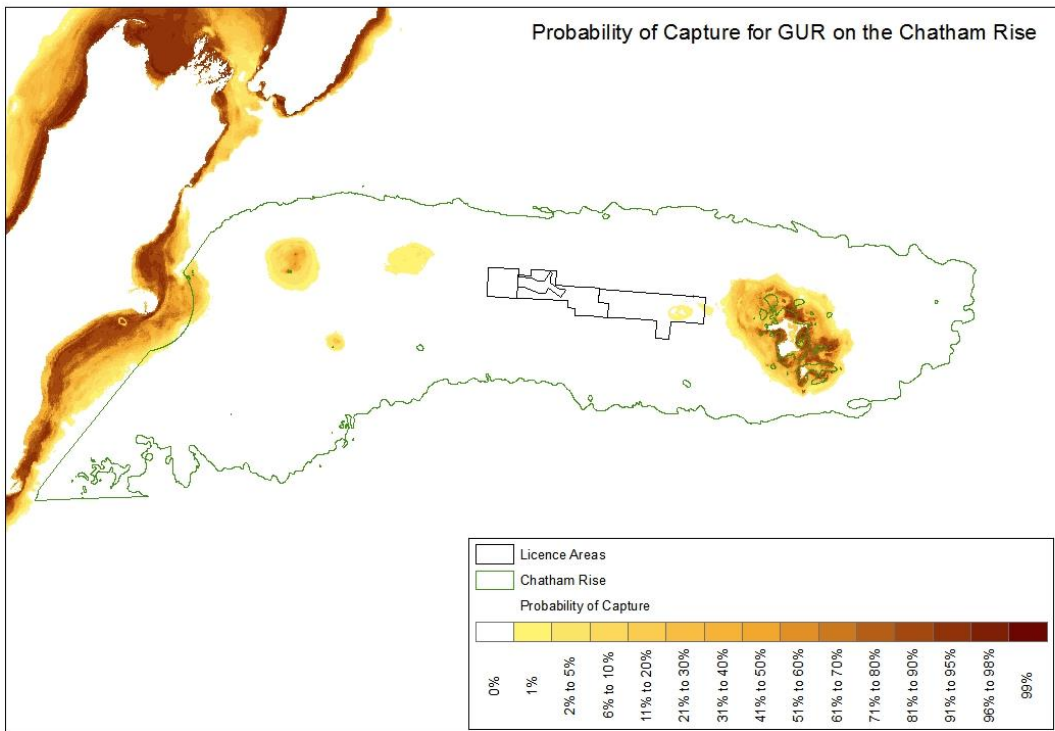 Probability of Capture for GUR on the Chatham Rise
Licence Areas
Chatham Rise
Probability of Capture
0%
1%
2% to 5%
6% to 10%
11% to 20%
21% to 30%
31% to 40%
41% to 50%
51% to 60%
61% to 70%
71% to 80%
81% to 90%
91% to 95%
96% to 98%
99%